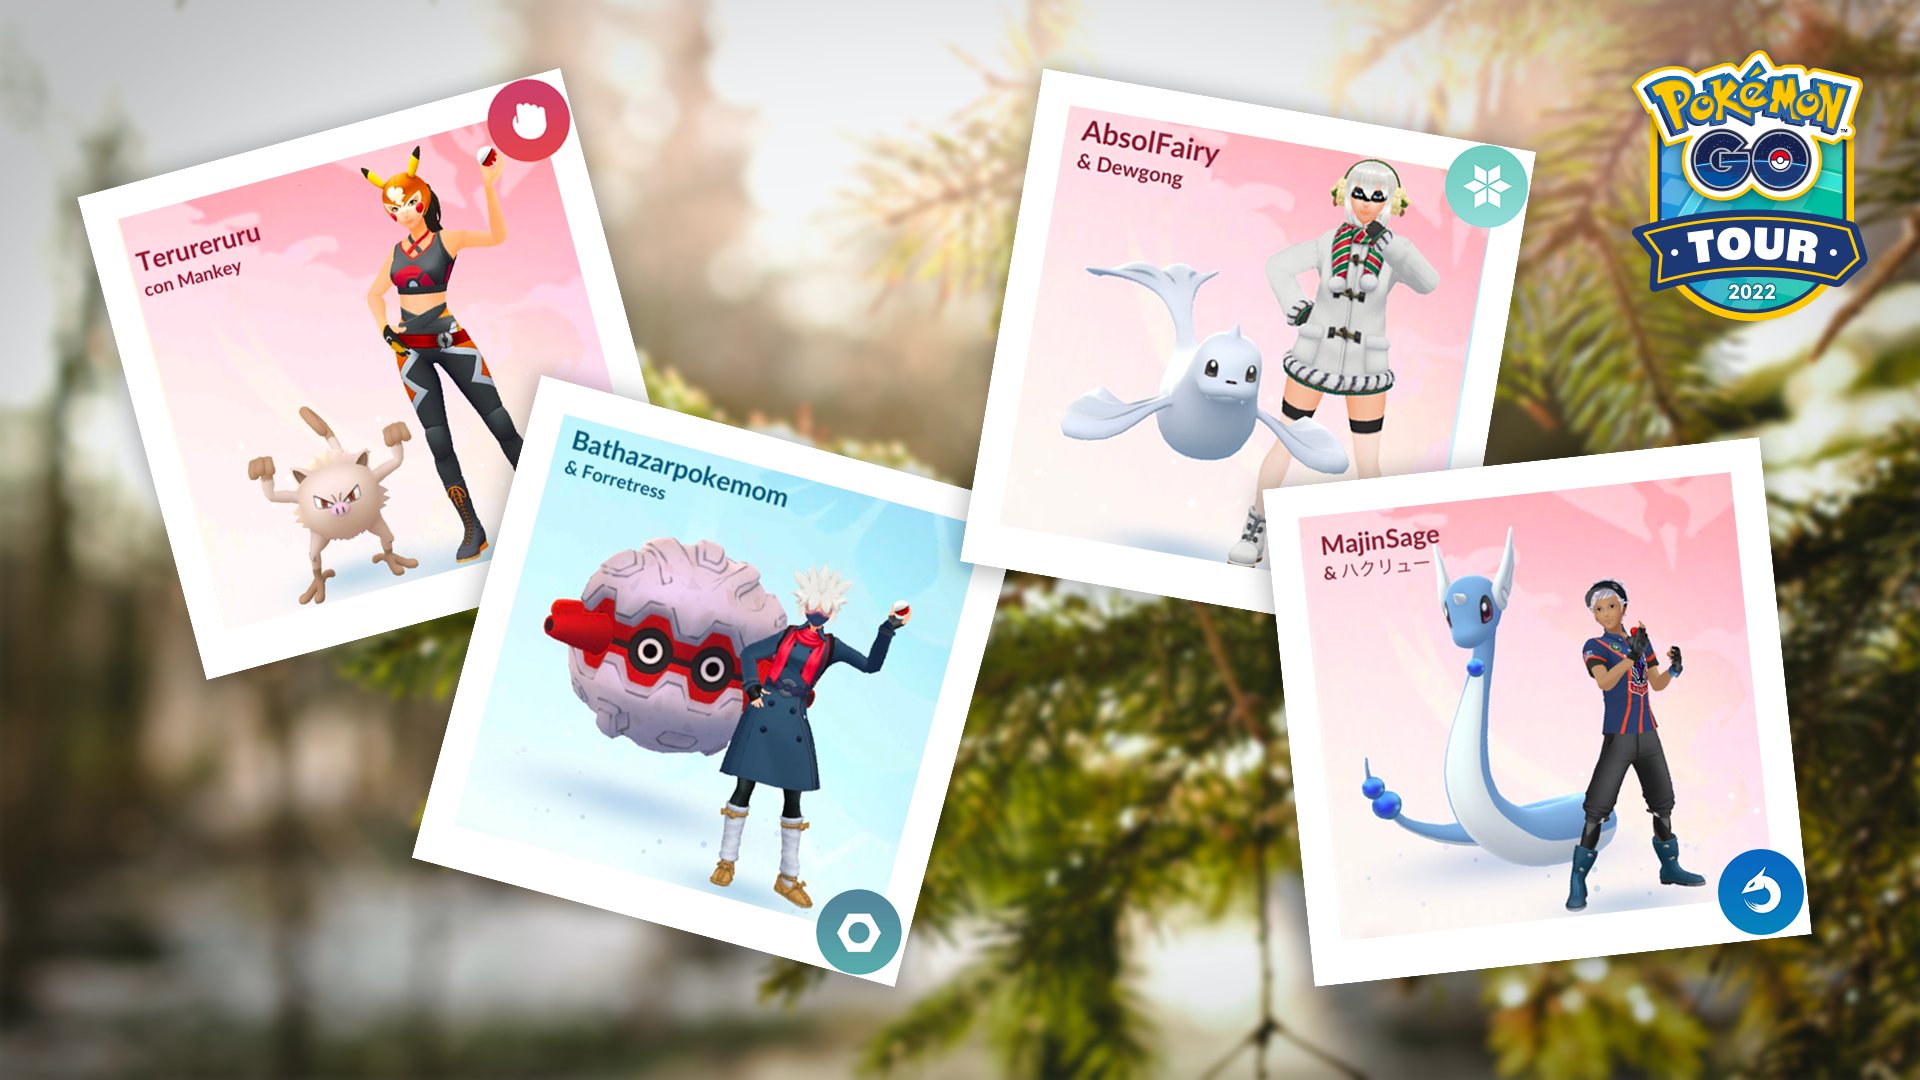 Terureruru
con Mankey
Bathazarpokemom
& Forretress
AbsolFairy
& Dewgong
MajinSage
& ハクリュー
POKéMON
GO
TOUR
2022